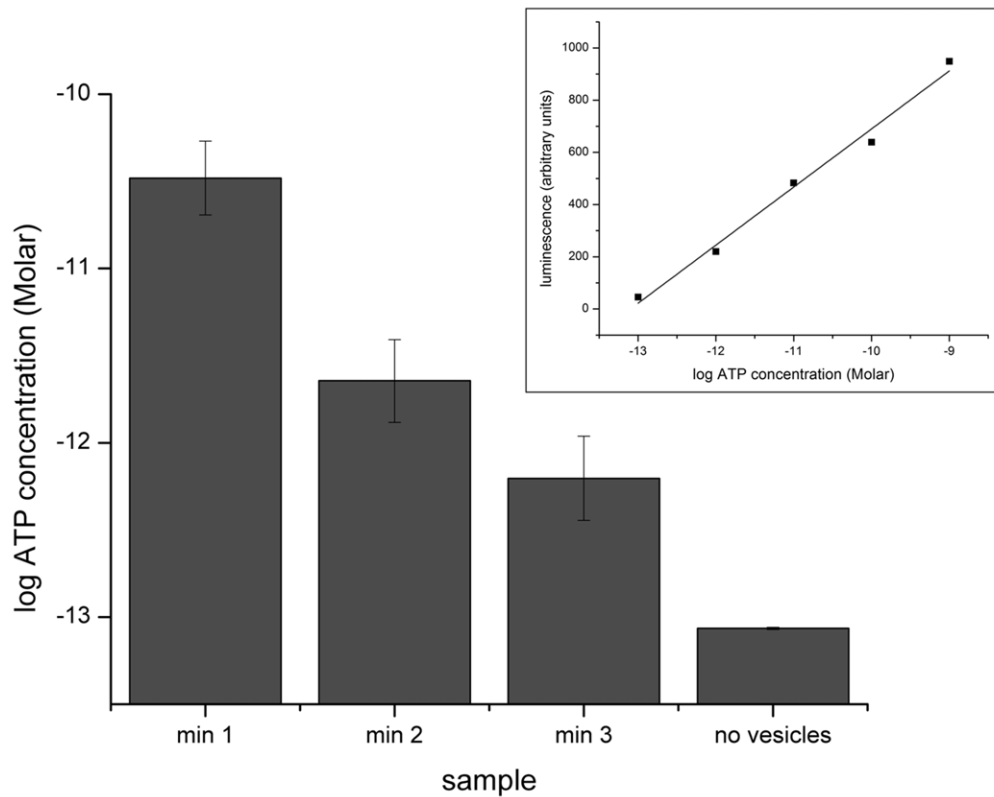 -10
-11
-12
-13
log ATP concentration (Molar)
min 1
min 2
min 3
no vesicles
sample
1000
800
600
400
200
0
luminescence (arbitrary units)
-13
-12
-11
-10
-9
log ATP concentration (Molar)